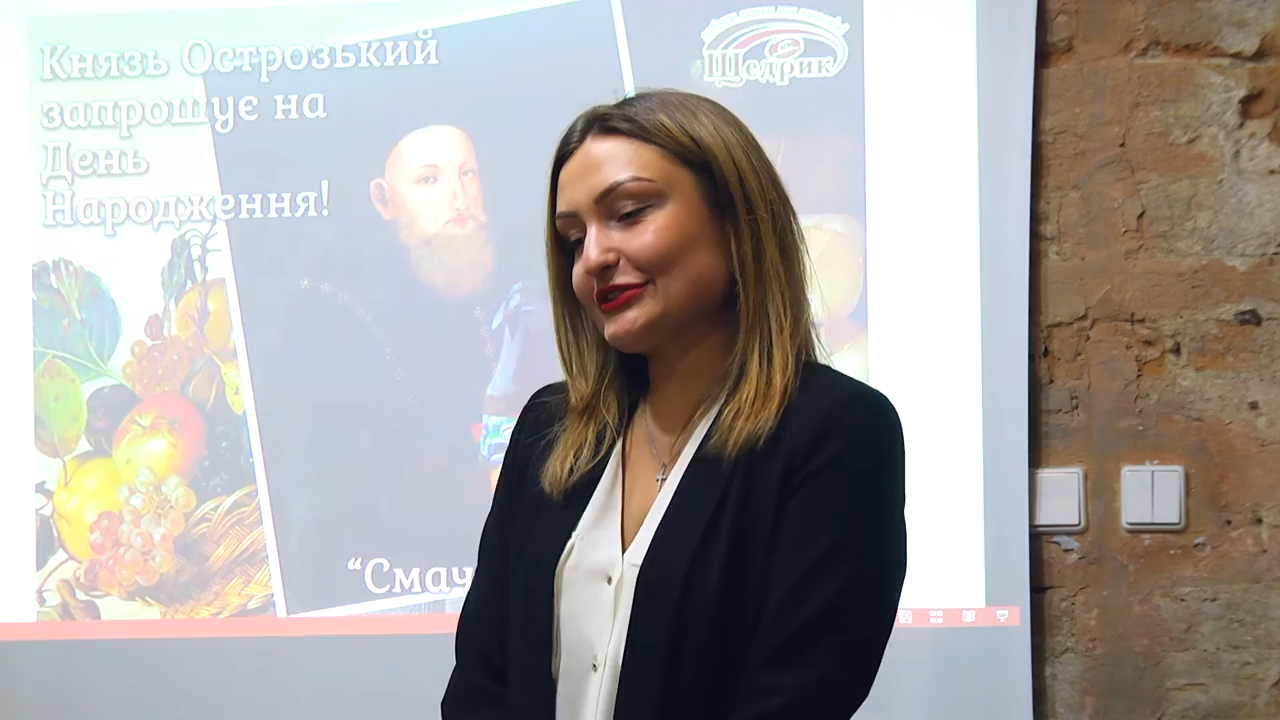 Князь Острозький
запрошує на
День
Народження!
Щедрик
“Смач